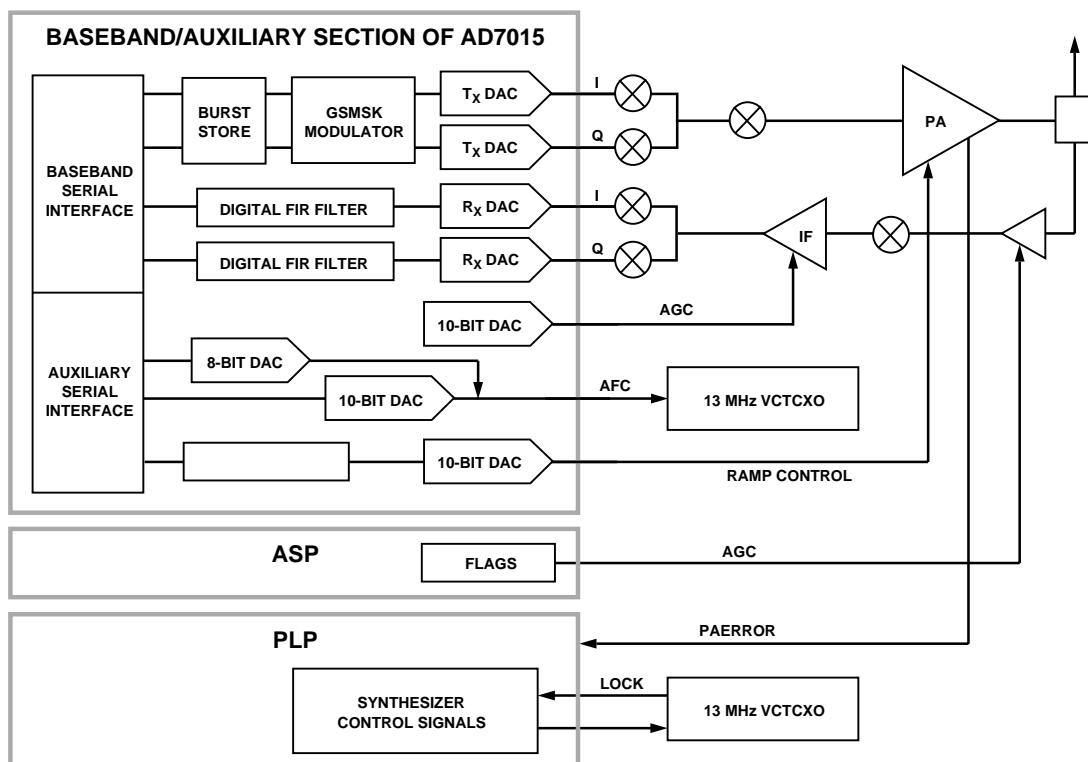 BASEBAND/AUXILIARY SECTION OF AD7015
BASEBAND
SERIAL
INTERFACE
BURST
STORE
GSMSK
MODULATOR
TX DAC
I
TX DAC
Q
PA
DIGITAL FIR FILTER
RX DAC
I
DIGITAL FIR FILTER
RX DAC
Q
IF
10-BIT DAC
AGC
AUXILIARY
SERIAL
INTERFACE
8-BIT DAC
10-BIT DAC
AFC
13 MHz VCTCXO
10-BIT DAC
RAMP CONTROL
ASP
FLAGS
AGC
PLP
PAERROR
SYNTHESIZER
CONTROL SIGNALS
LOCK
13 MHz VCTCXO